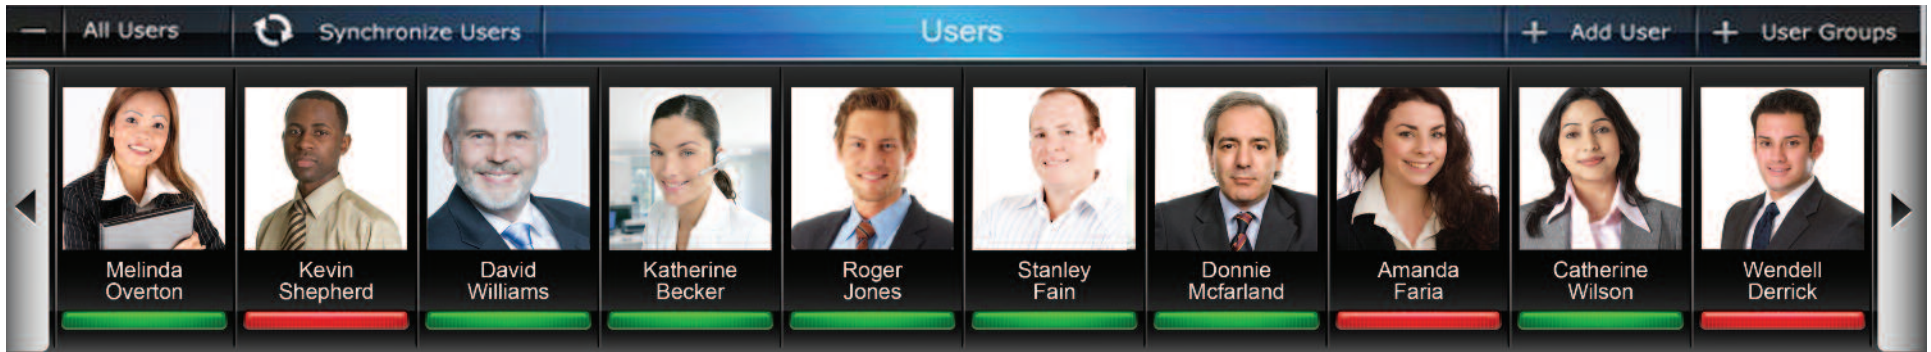 All Users
Synchronize Users
Users
+ Add User
+ User Groups
Melinda
Overton
Kevin
Shepherd
David
Williams
Katherine
Becker
Roger
Jones
Stanley
Fain
Donnie
Mcfarland
Amanda
Faria
Catherine
Wilson
Wendell
Derrick